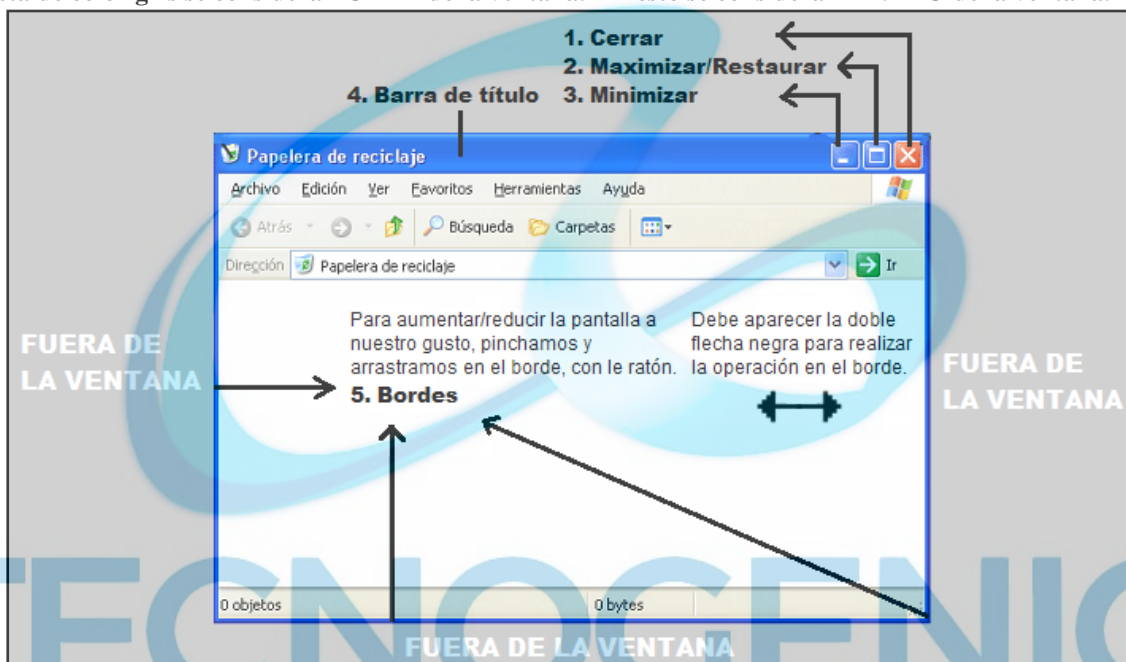 1. Cerrar
2. Maximizar/Restaurar
4. Barra de título 3. Minimizar
Papelera de reciclaje
Archivo Edición Ver Favoritos Herramientas Ayuda
Atrás Búsqueda Carpetas
Dirección Papelera de reciclaje Ir
Para aumentar/reducir la pantalla a
nuestro gusto, pinchamos y
arrastramos en el borde, con le ratón.
5. Bordes
Debe aparecer la doble
flecha negra para realizar
la operación en el borde.
FUERA DE
LA VENTANA
FUERA DE
LA VENTANA
0 objetos 0 bytes
FUERA DE LA VENTANA
TECNOGENIO